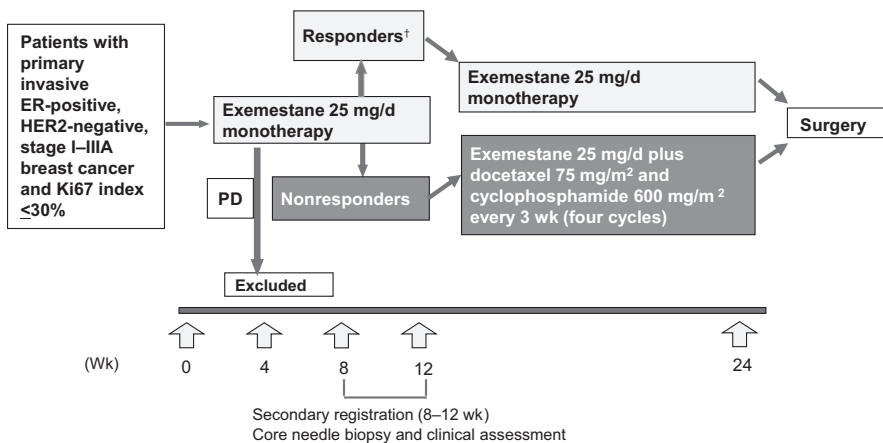 Patients with
primary
invasive
ER-positive,
HER2-negative,
stage I–IIIA
breast cancer
and Ki67 index
≤30%
Responders†
Exemestane 25 mg/d
monotherapy
Exemestane 25 mg/d
monotherapy
Surgery
PD
Nonresponders
Exemestane 25 mg/d plus
docetaxel 75 mg/m² and
cyclophosphamide 600 mg/m²
every 3 wk (four cycles)
Excluded
(Wk) 0 4 8 12 24
Secondary registration (8–12 wk)
Core needle biopsy and clinical assessment